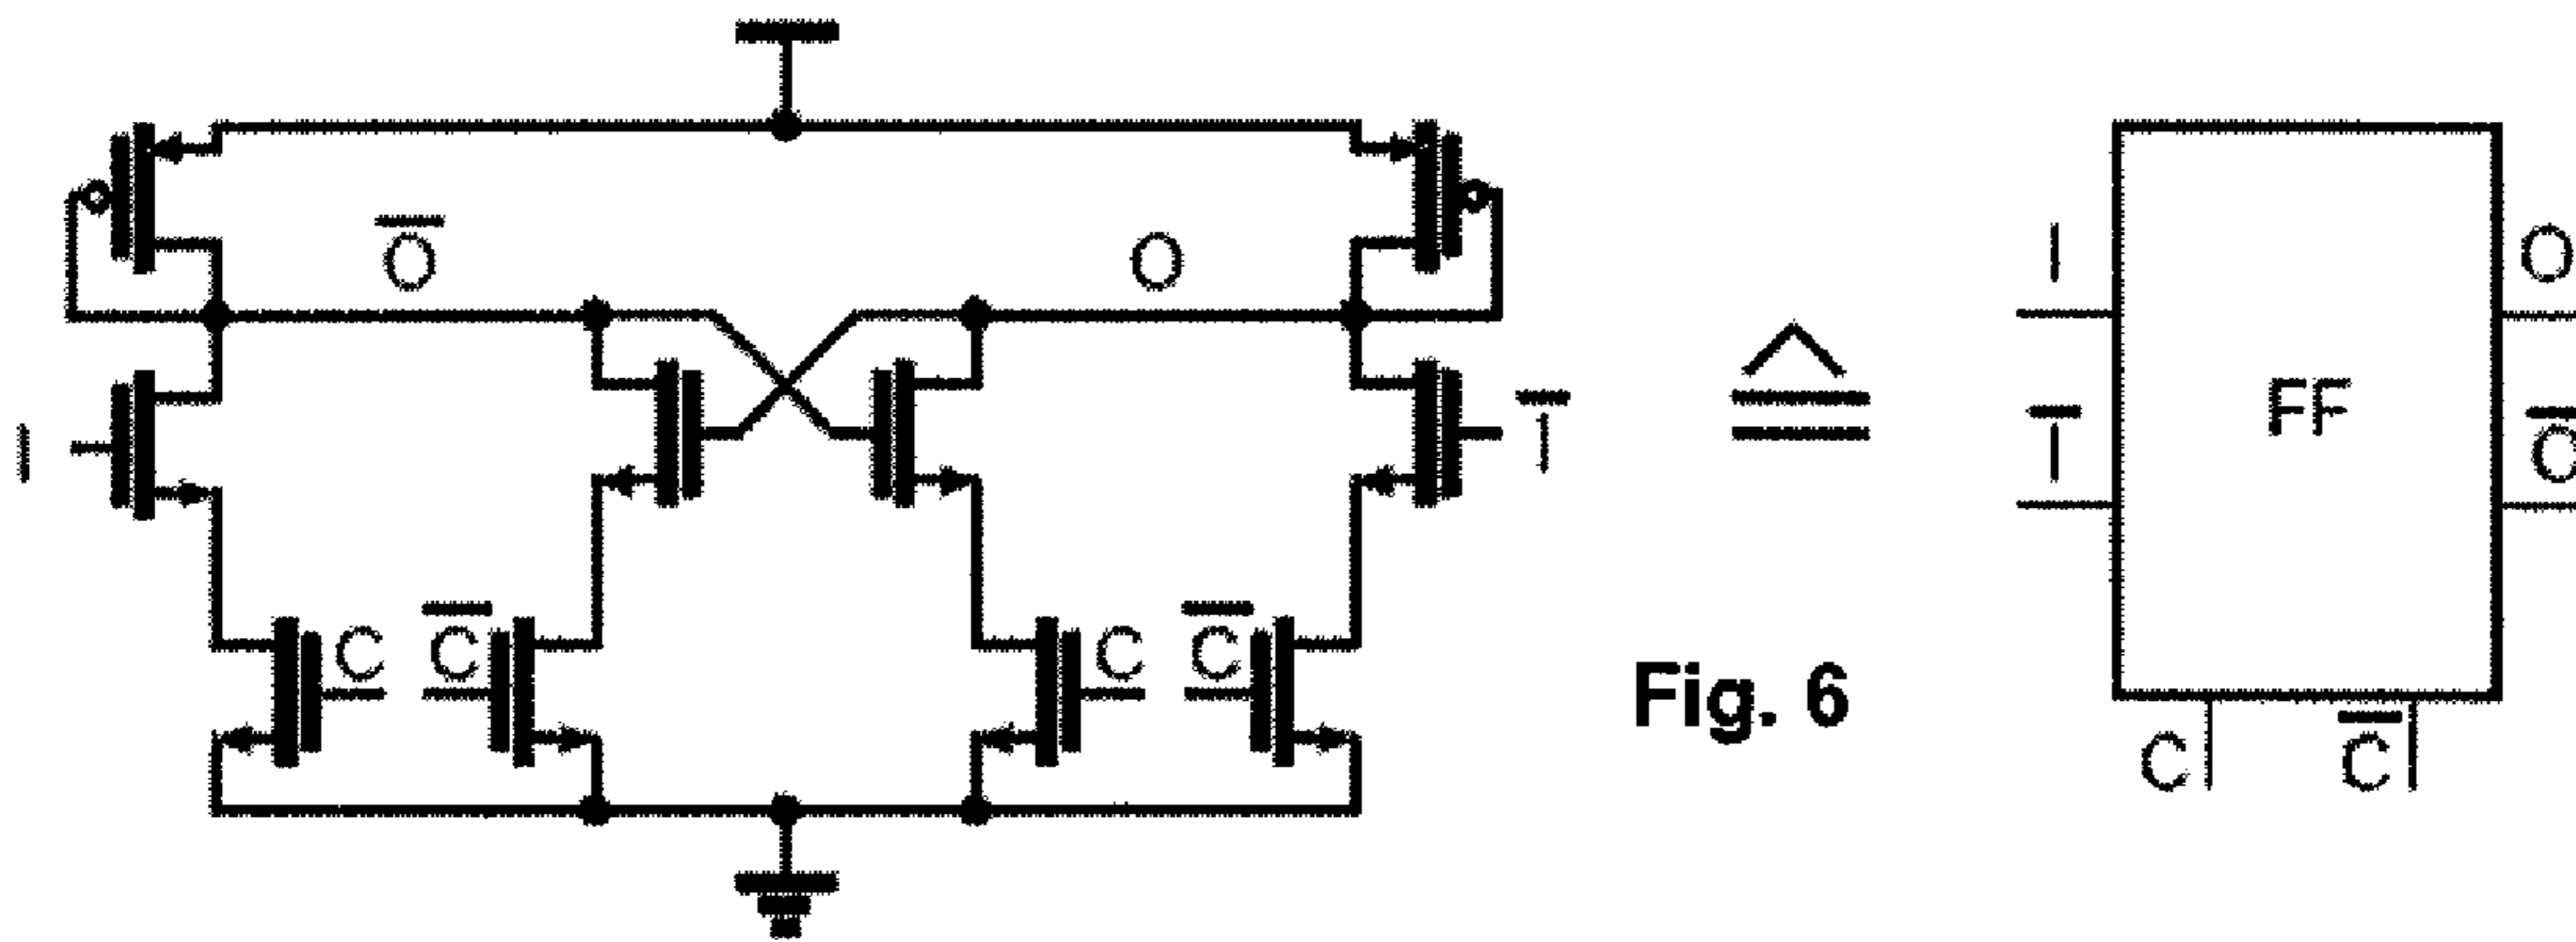 O̅ O
I I̅
C C̅ C C̅
Fig. 6
I O
I̅ FF O̅
C C̅